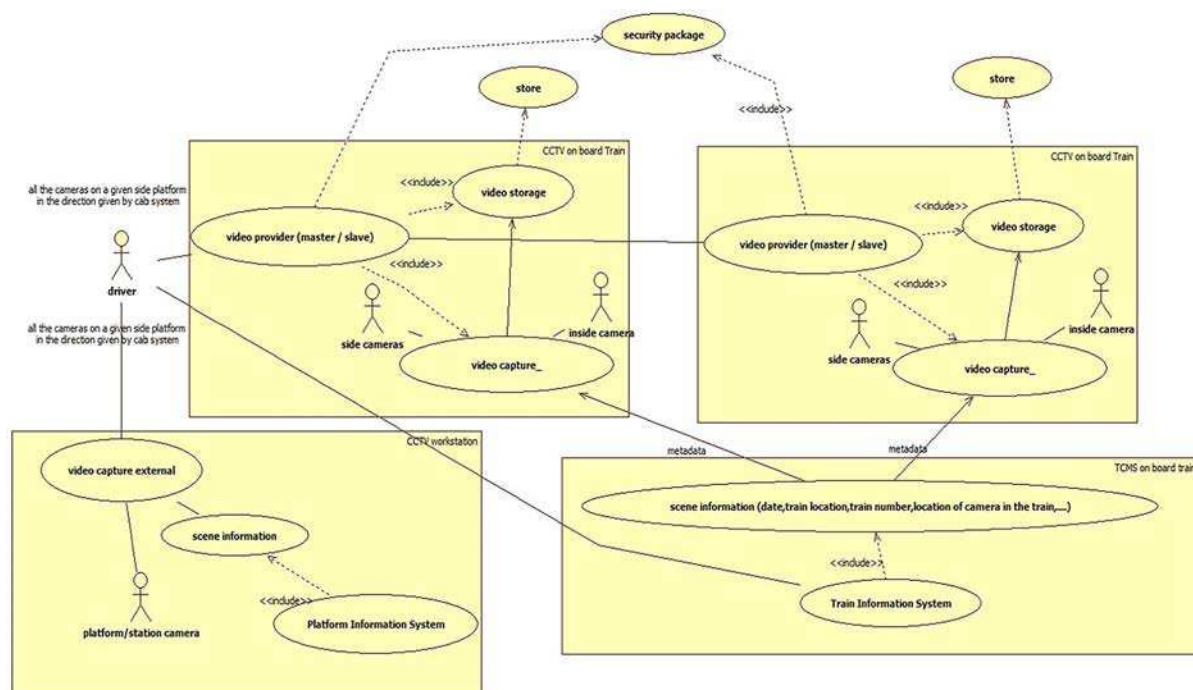 security package
store
store
CCTV on board Train
CCTV on board Train
<<include>>
all the cameras on a given side platform
in the direction given by cab system
<<include>>
video storage
<<include>>
video storage
video provider (master / slave)
video provider (master / slave)
<<include>>
<<include>>
driver
all the cameras on a given side platform
in the direction given by cab system
side cameras
inside camera
side cameras
inside camera
video capture_
video capture_
CCTV workstation
metadata
metadata
TCMS on board train
video capture external
scene information (date,train location,train number,location of camera in the train,....)
scene information
<<include>>
<<include>>
Train Information System
Platform Information System
platform/station camera